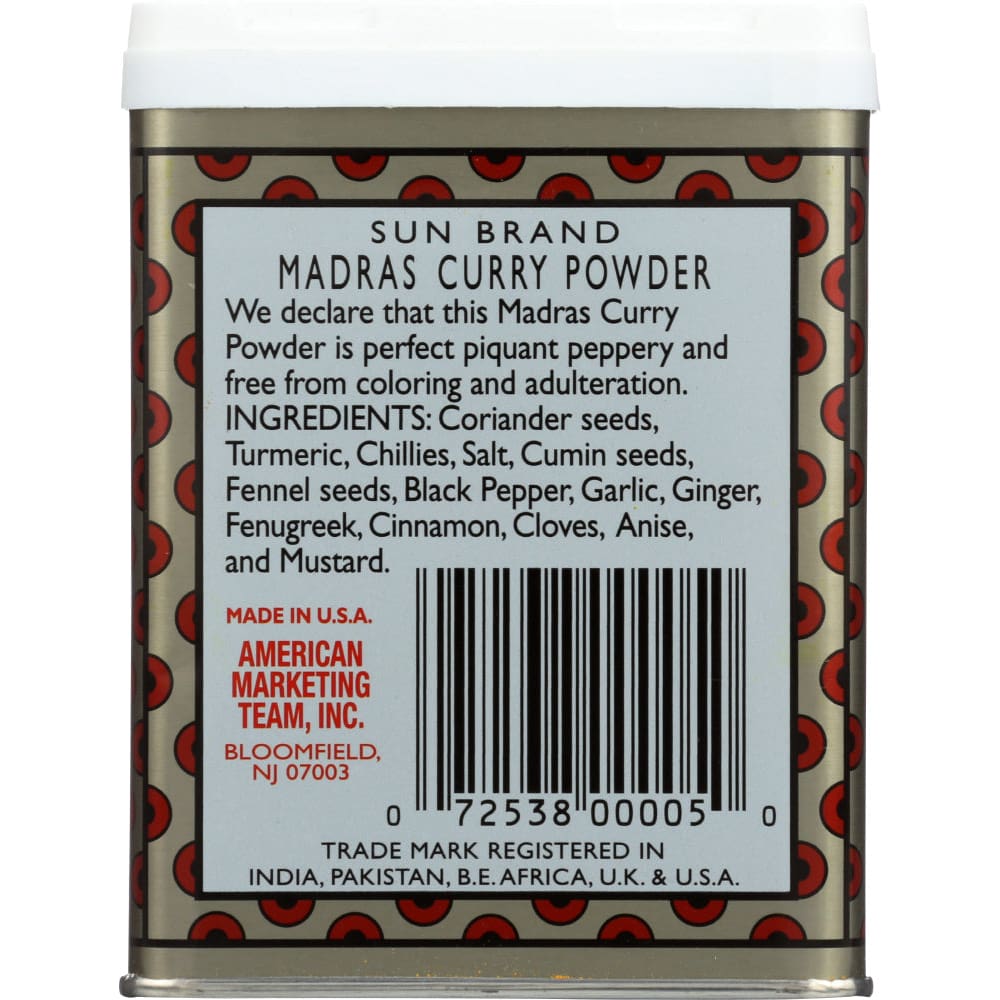 SUN BRAND
MADRAS CURRY POWDER
We declare that this Madras Curry
Powder is perfect piquant peppery and
free from coloring and adulteration.
INGREDIENTS: Coriander seeds,
Turmeric, Chillies, Salt, Cumin seeds,
Fennel seeds, Black Pepper, Garlic, Ginger,
Fenugreek, Cinnamon, Cloves, Anise,
and Mustard.
MADE IN U.S.A.
AMERICAN
MARKETING
TEAM, INC.
BLOOMFIELD,
NJ 07003
0 72538 00005 0
TRADE MARK REGISTERED IN
INDIA, PAKISTAN, B.E. AFRICA, U.K. & U.S.A.